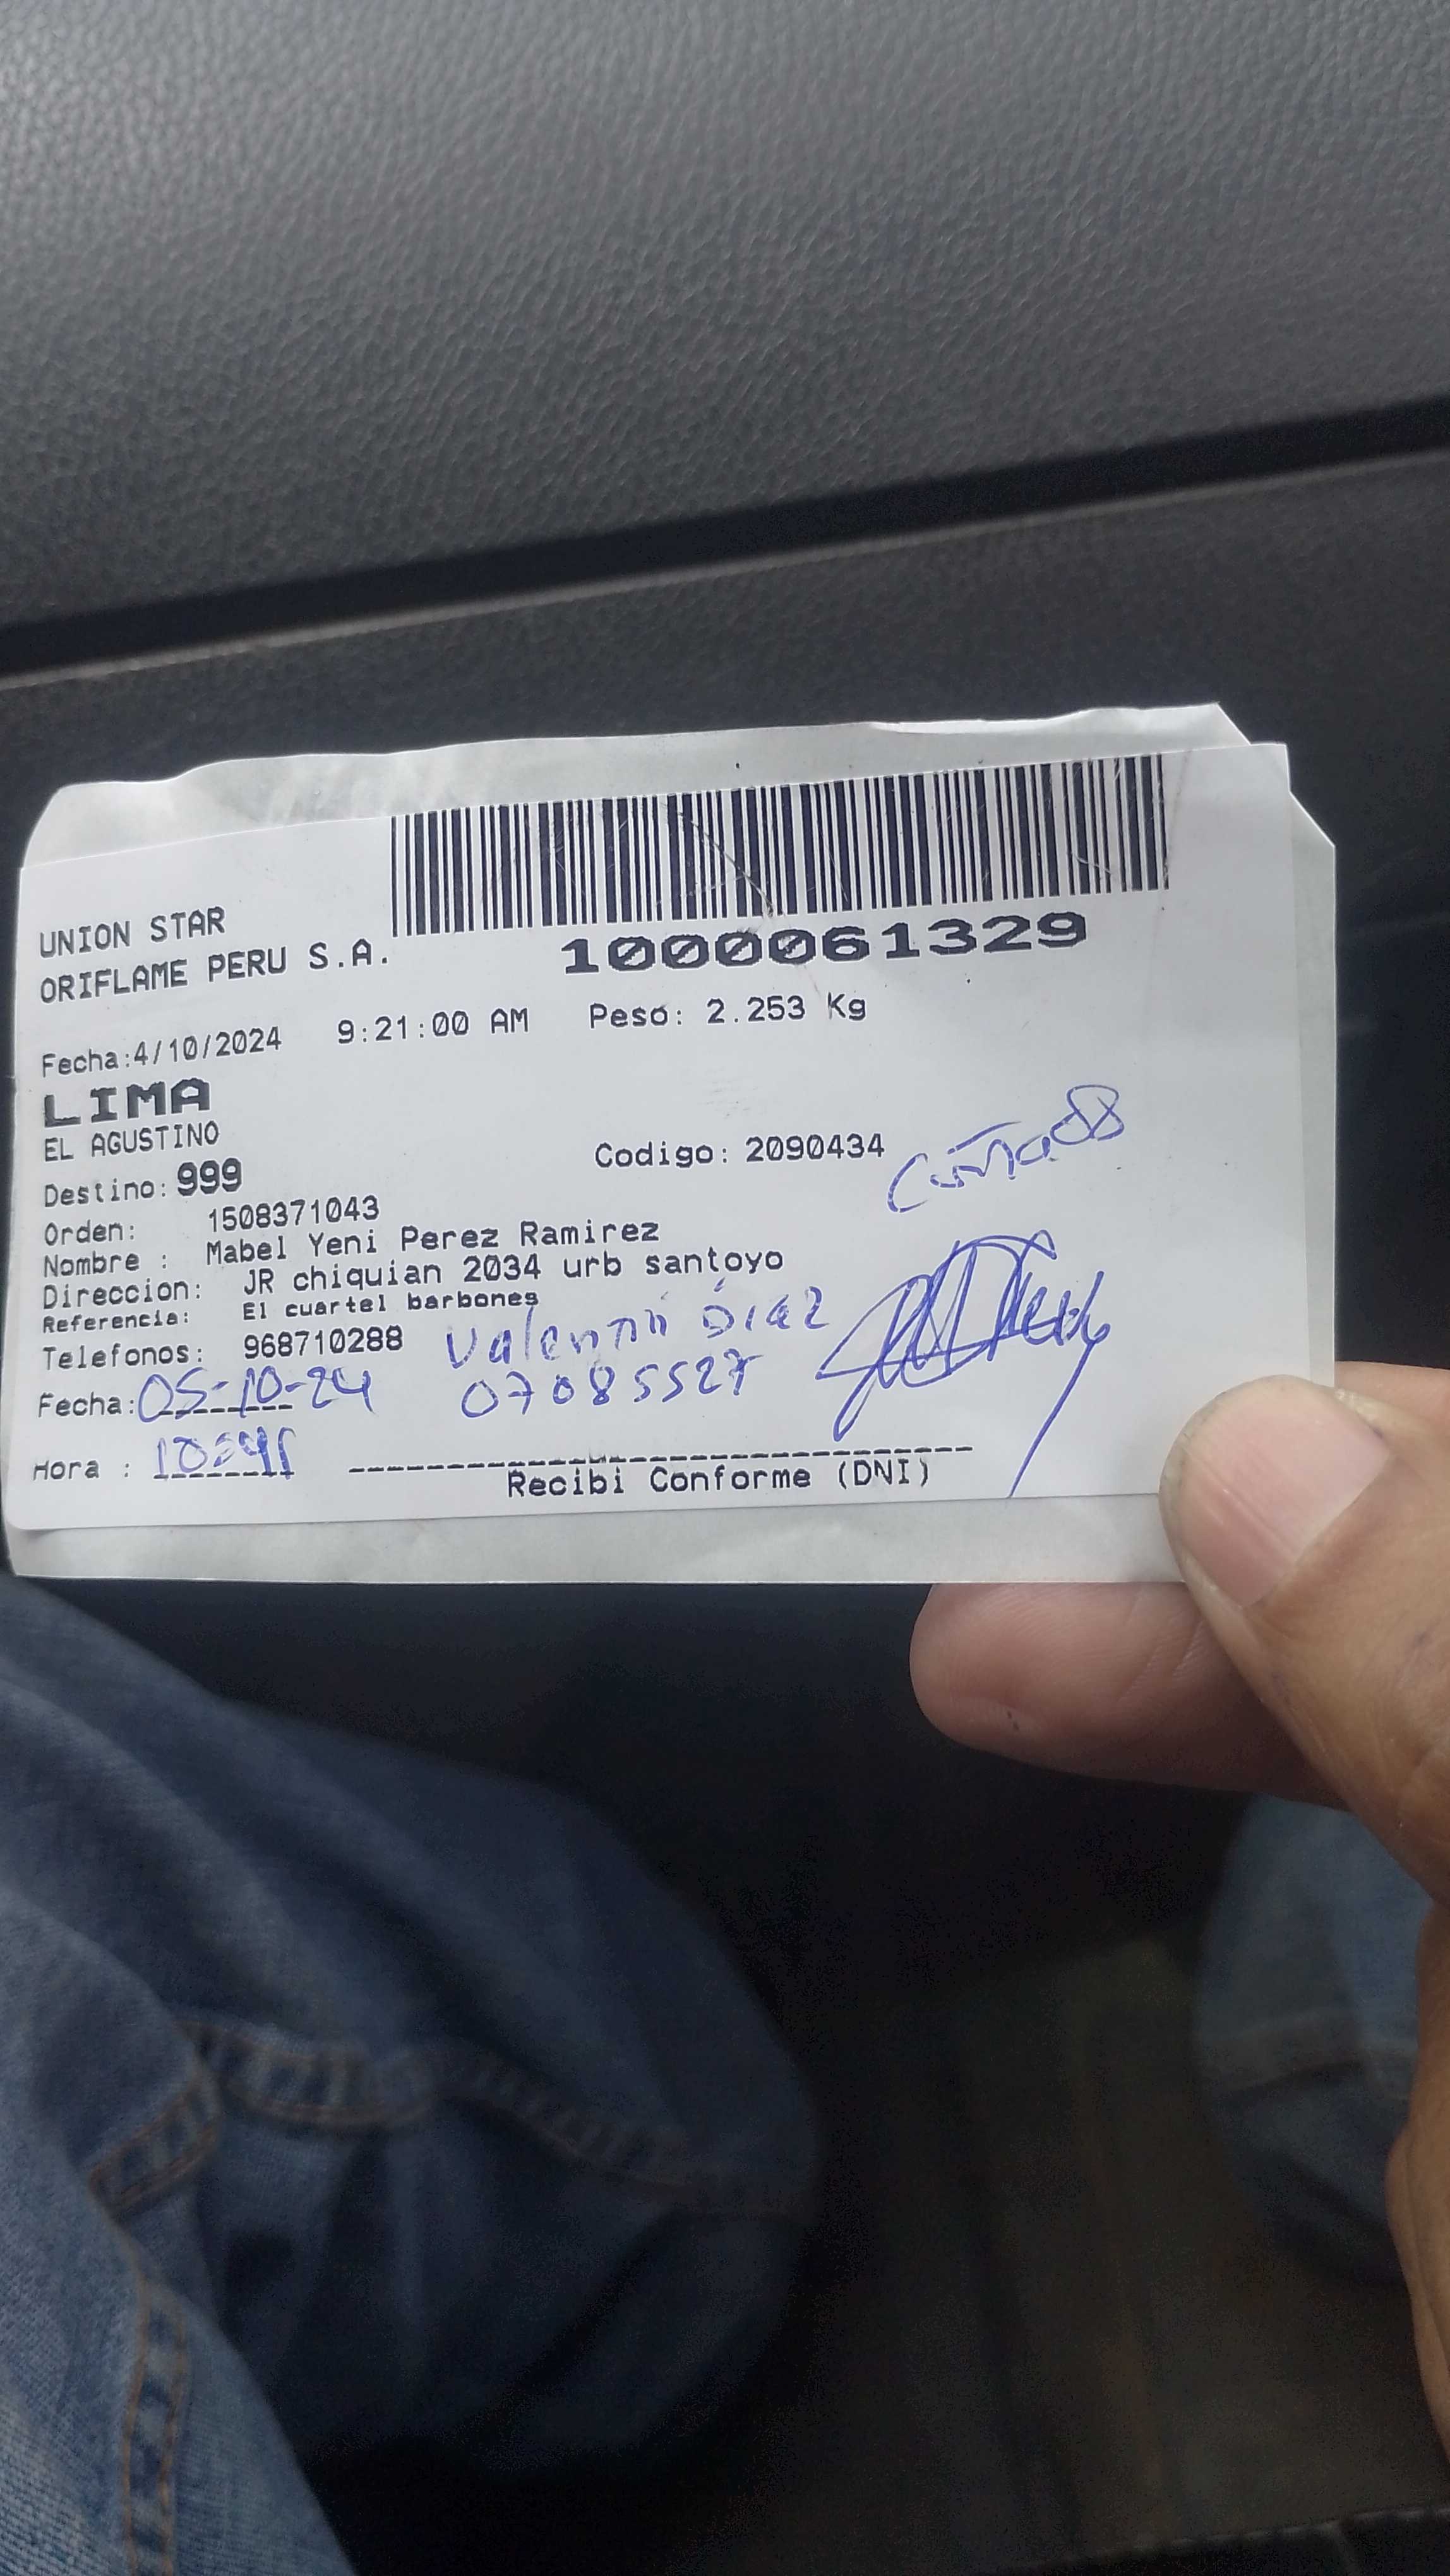 UNION STAR
ORIFLAME PERU S.A.
1000061329
Fecha:4/10/2024 9:21:00 AM Peso: 2.253 Kg
LIMA
EL AGUSTINO
Destino: 999 Codigo: 2090434
Orden: 1508371043
Nombre : Mabel Yeni Perez Ramirez
Direccion: JR chiquian 2034 urb santoyo
Referencia: El cuartel barbones
Telefonos: 968710288 Valentin Diaz
Fecha: 05-10-24 07085527
Hora :
Recibi Conforme (DNI)